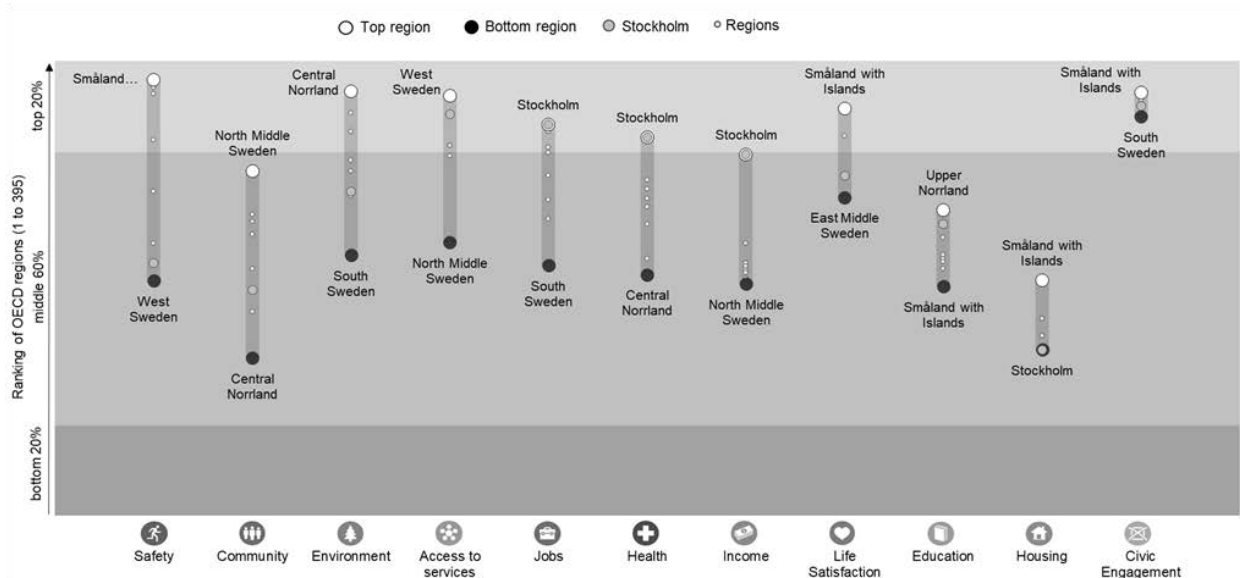 Top region
Bottom region
Stockholm
Regions
Ranking of OECD regions (1 to 395)
top 20%
middle 60%
bottom 20%
Småland…
West
Sweden
North Middle
Sweden
Central
Norrland
Central
Norrland
South
Sweden
West
Sweden
North Middle
Sweden
Stockholm
South
Sweden
Stockholm
Central
Norrland
Stockholm
North Middle
Sweden
Småland with
Islands
East Middle
Sweden
Upper
Norrland
Småland with
Islands
Småland with
Islands
Stockholm
Småland with
Islands
South
Sweden
Safety
Community
Environment
Access to
services
Jobs
Health
Income
Life
Satisfaction
Education
Housing
Civic
Engagement